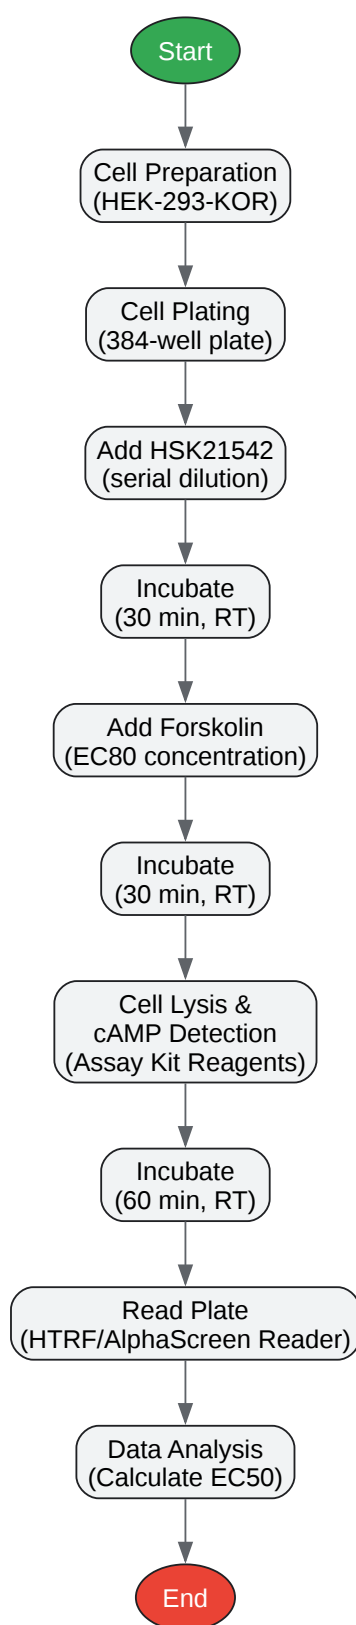 Start
Cell Preparation
(HEK-293-KOR)
Cell Plating
(384-well plate)
Add HSK21542
(serial dilution)
Incubate
(30 min, RT)
Add Forskolin
(EC80 concentration)
Incubate
(30 min, RT)
Cell Lysis &
cAMP Detection
(Assay Kit Reagents)
Incubate
(60 min, RT)
Read Plate
(HTRF/AlphaScreen Reader)
Data Analysis
(Calculate EC50)
End